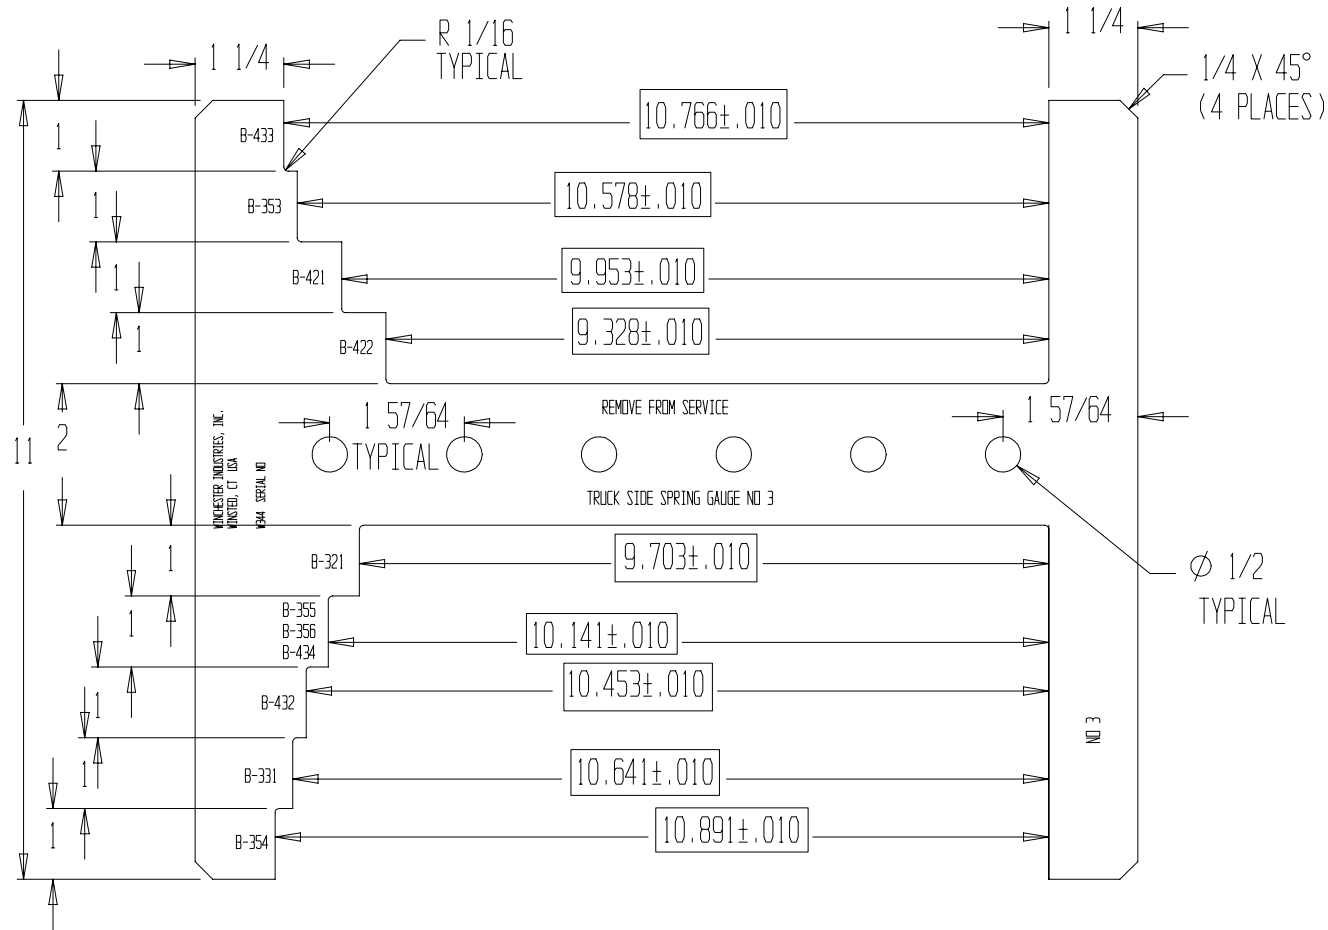 R 1/16
TYPICAL
1 1/4
1 1/4
1/4 X 45°
(4 PLACES)
10.766±.010
B-433
1
10.578±.010
B-353
1
9.953±.010
B-421
1
9.328±.010
B-422
1
REMOVE FROM SERVICE
1 57/64
TYPICAL
1 57/64
11
2
WINCHESTER INDUSTRIES, INC.
WINSTED, CT USA
W344 SERIAL NO
TRUCK SIDE SPRING GAUGE NO 3
Ø 1/2
TYPICAL
9.703±.010
B-321
1
B-355
B-356
B-434
10.141±.010
1
10.453±.010
B-432
1
NO 3
10.641±.010
B-331
1
10.891±.010
B-354
1